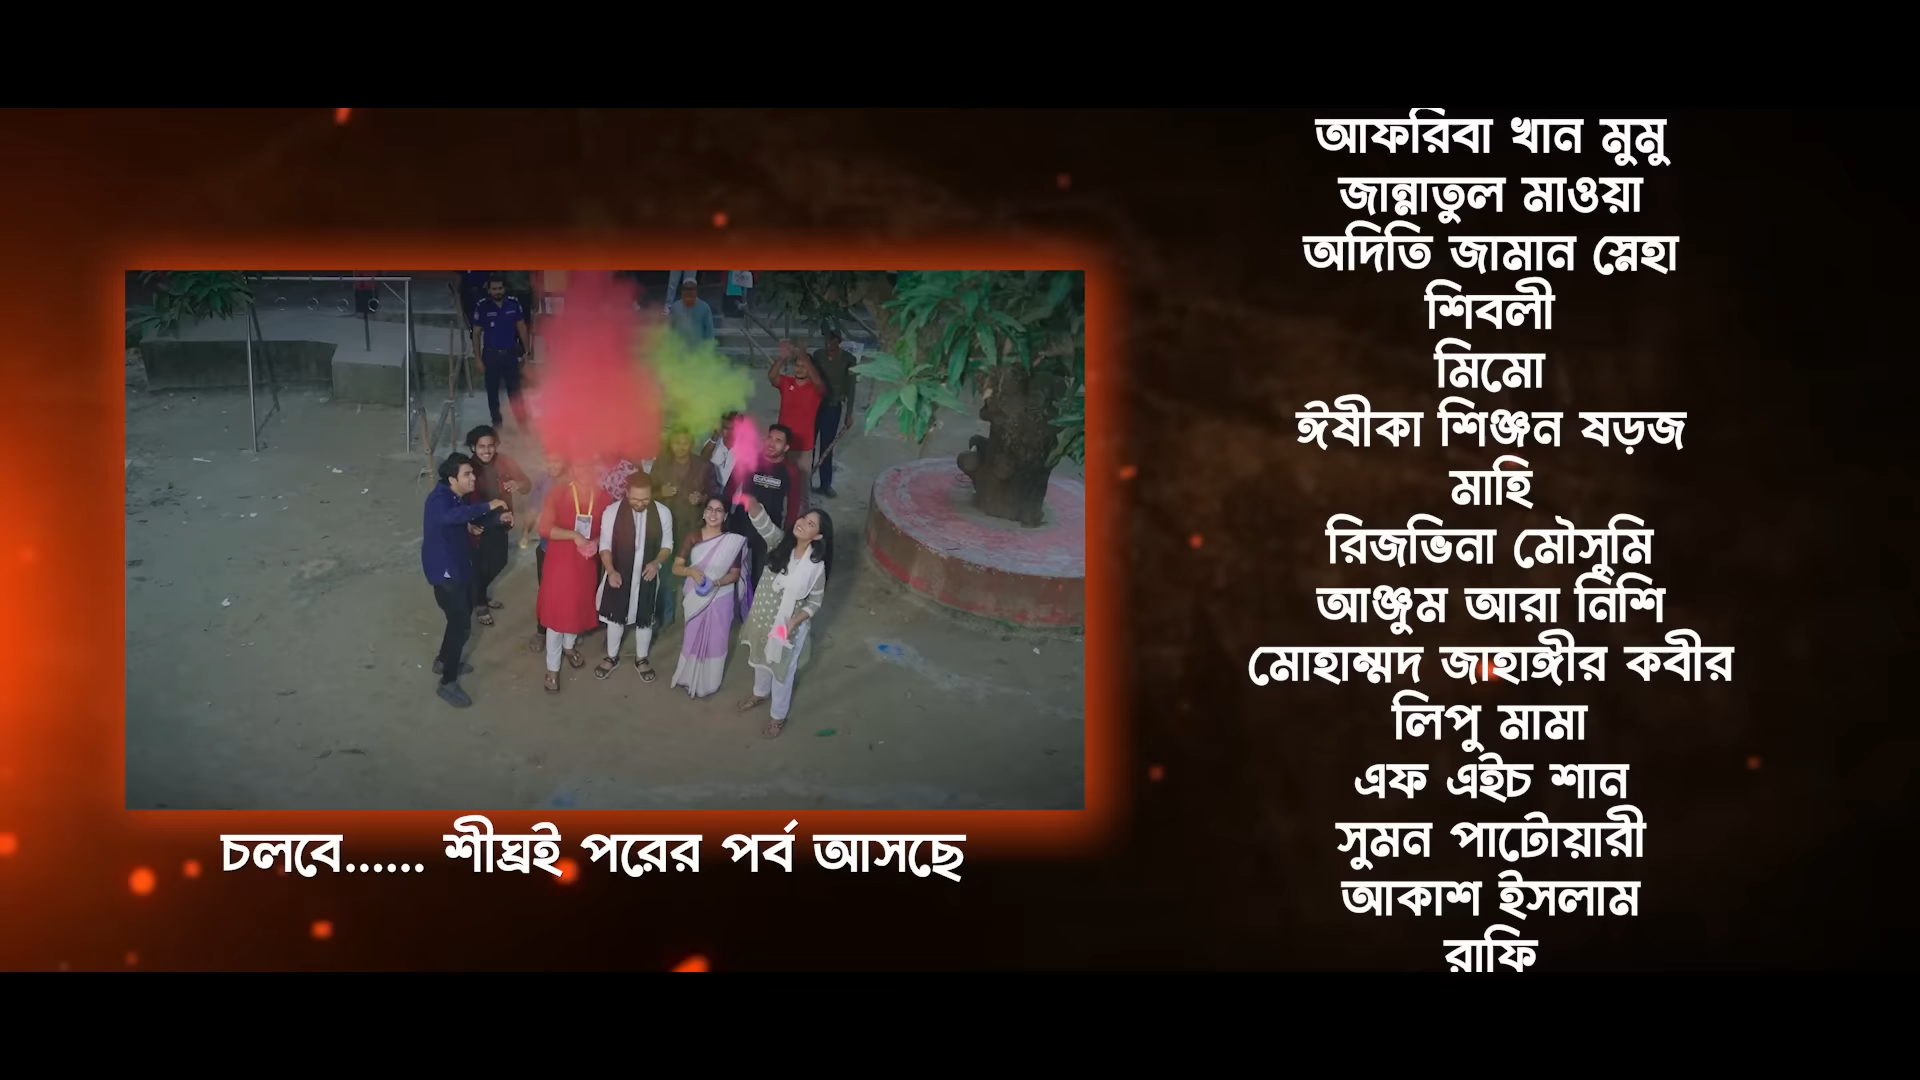 চলবে...... শীঘ্রই পরের পর্ব আসছে
আফরিবা খান মুমু
জান্নাতুল মাওয়া
অদিতি জামান স্নেহা
শিবলী
মিমো
ঈষীকা শিঞ্জন ষড়জ
মাহি
রিজভিনা মৌসুমি
আঞ্জুম আরা নিশি
মোহাম্মদ জাহাঙ্গীর কবীর
লিপু মামা
এফ এইচ শান
সুমন পাটোয়ারী
আকাশ ইসলাম
রাফি